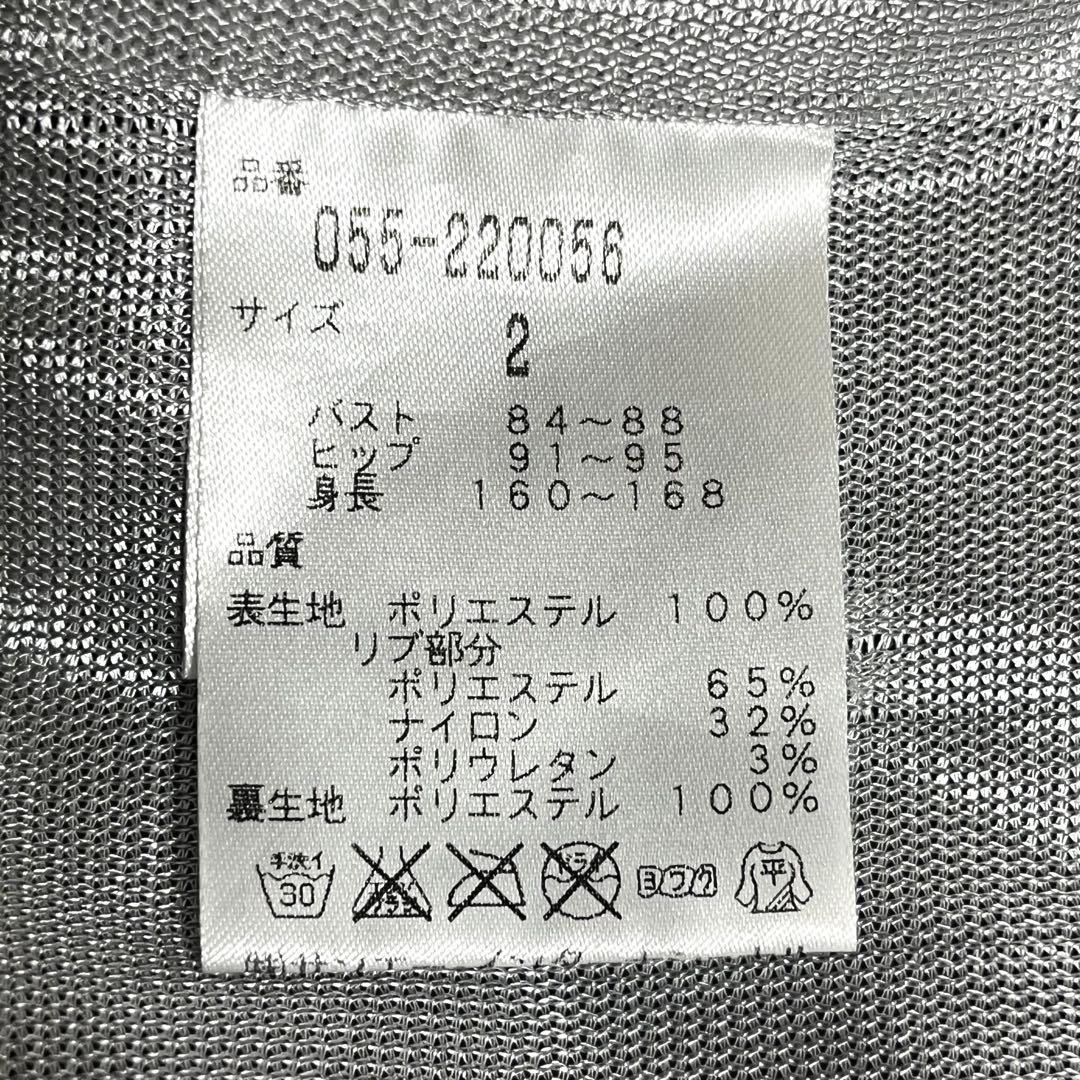 品番
055-220056
サイズ
2
バスト 84～88
ヒップ 91～95
身長 160～168
品質
表生地 ポリエステル 100%
リブ部分
ポリエステル 65%
ナイロン 32%
ポリウレタン 3%
裏生地 ポリエステル 100%
手洗イ
30
ヨワク
平